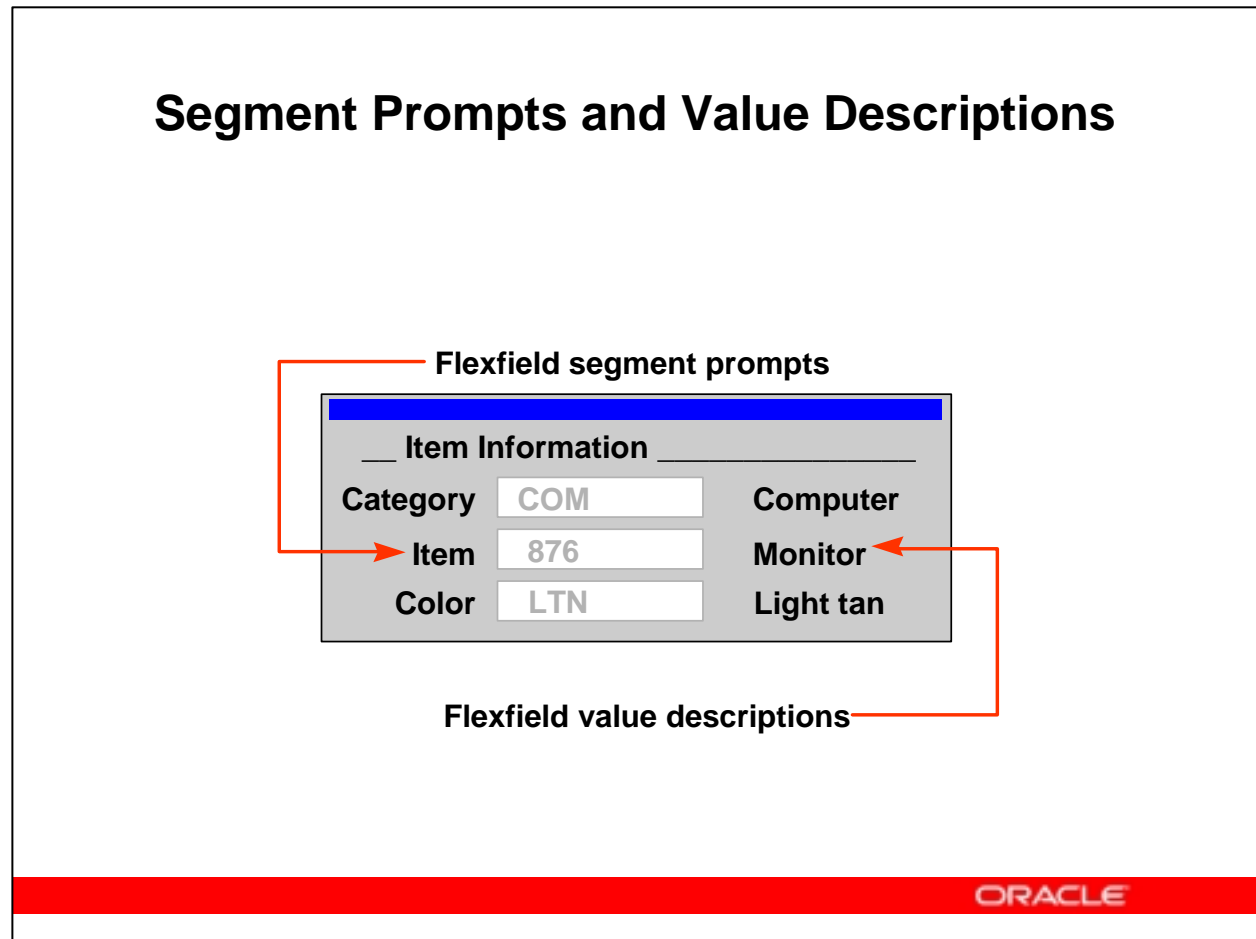 Segment Prompts and Value Descriptions
Flexfield segment prompts
__ Item Information _______________
Category COM Computer
Item 876 Monitor
Color LTN Light tan
Flexfield value descriptions
ORACLE